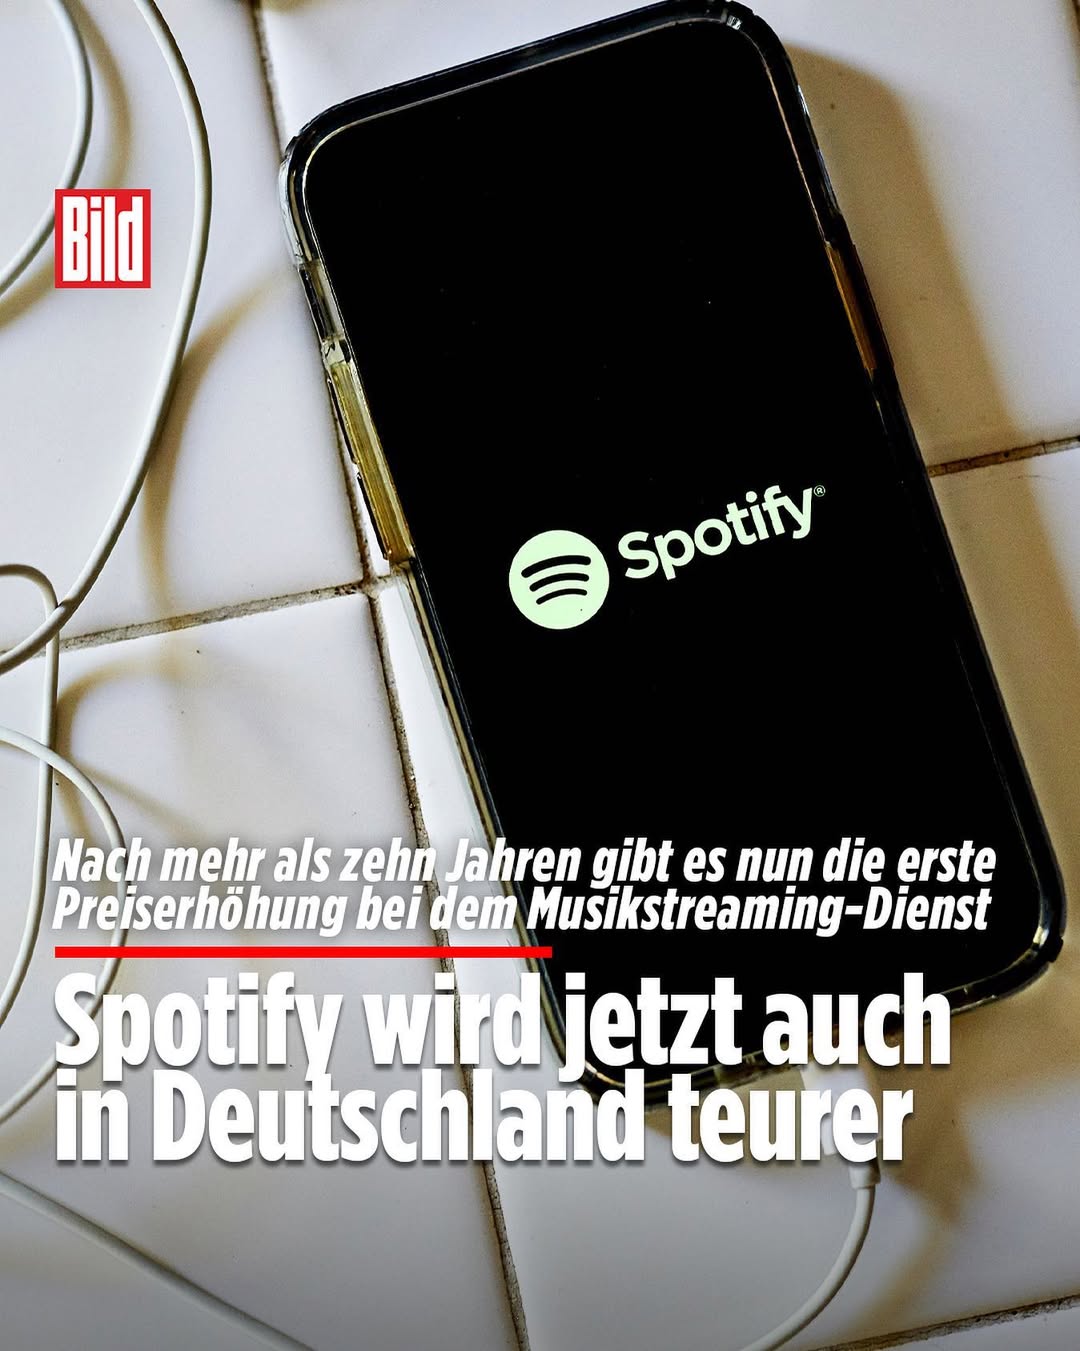 Bild
Spotify®
Nach mehr als zehn Jahren gibt es nun die erste
Preiserhöhung bei dem Musikstreaming-Dienst
Spotify wird jetzt auch
in Deutschland teurer